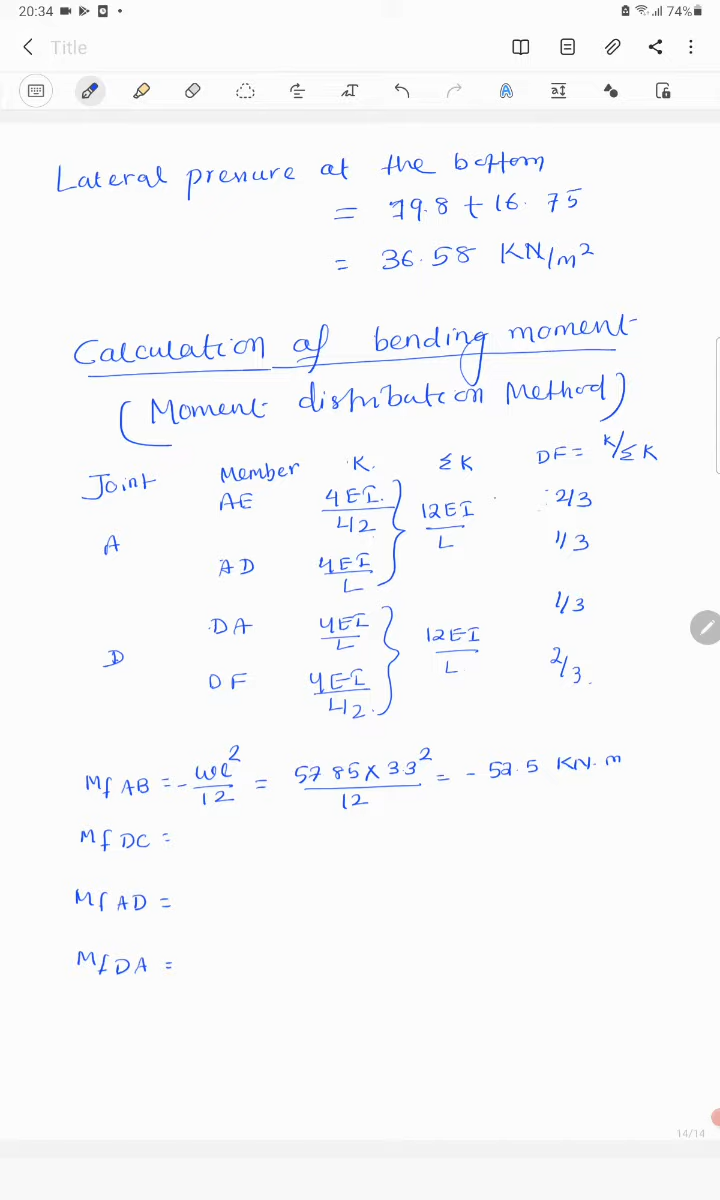 20:34 74%
Title
Lateral pressure at the bottom
= 19.8 + 16.75
= 36.58 KN/m²
Calculation of bending moment
(Moment distribution Method)
Joint Member K. ΣK DF = K/ΣK
A AE 4EI/L/2 12EI/L 2/3
AD 4EI/L 1/3
D DA 4EI/L 12EI/L 1/3
DF 4EI/L/2 2/3
Mf AB = - wl²/12 = 57.85 x 3.3²/12 = - 52.5 KN.m
Mf DC =
Mf AD =
Mf DA =
14/14